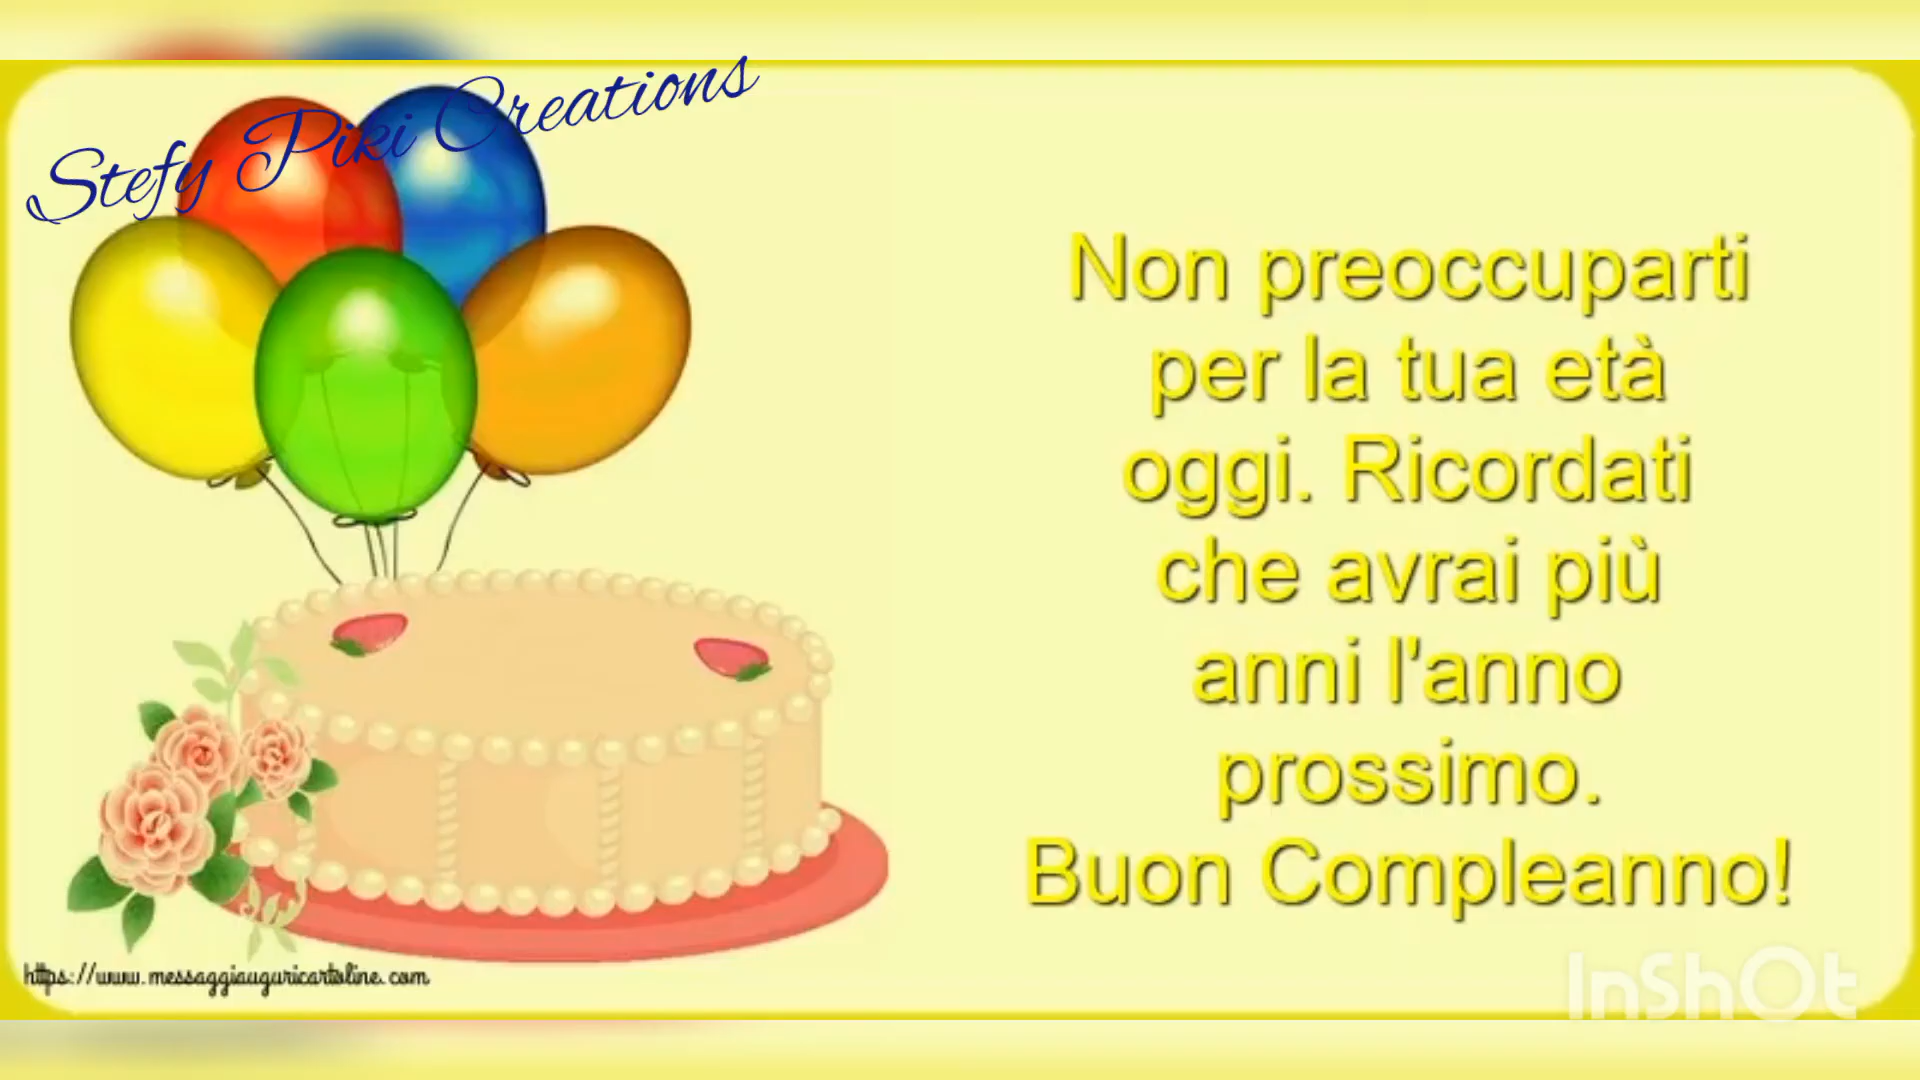 Stefy Piki Creations
Non preoccuparti
per la tua età
oggi. Ricordati
che avrai più
anni l'anno
prossimo.
Buon Compleanno!
https://www.messaggiauguricartoline.com
InShOt